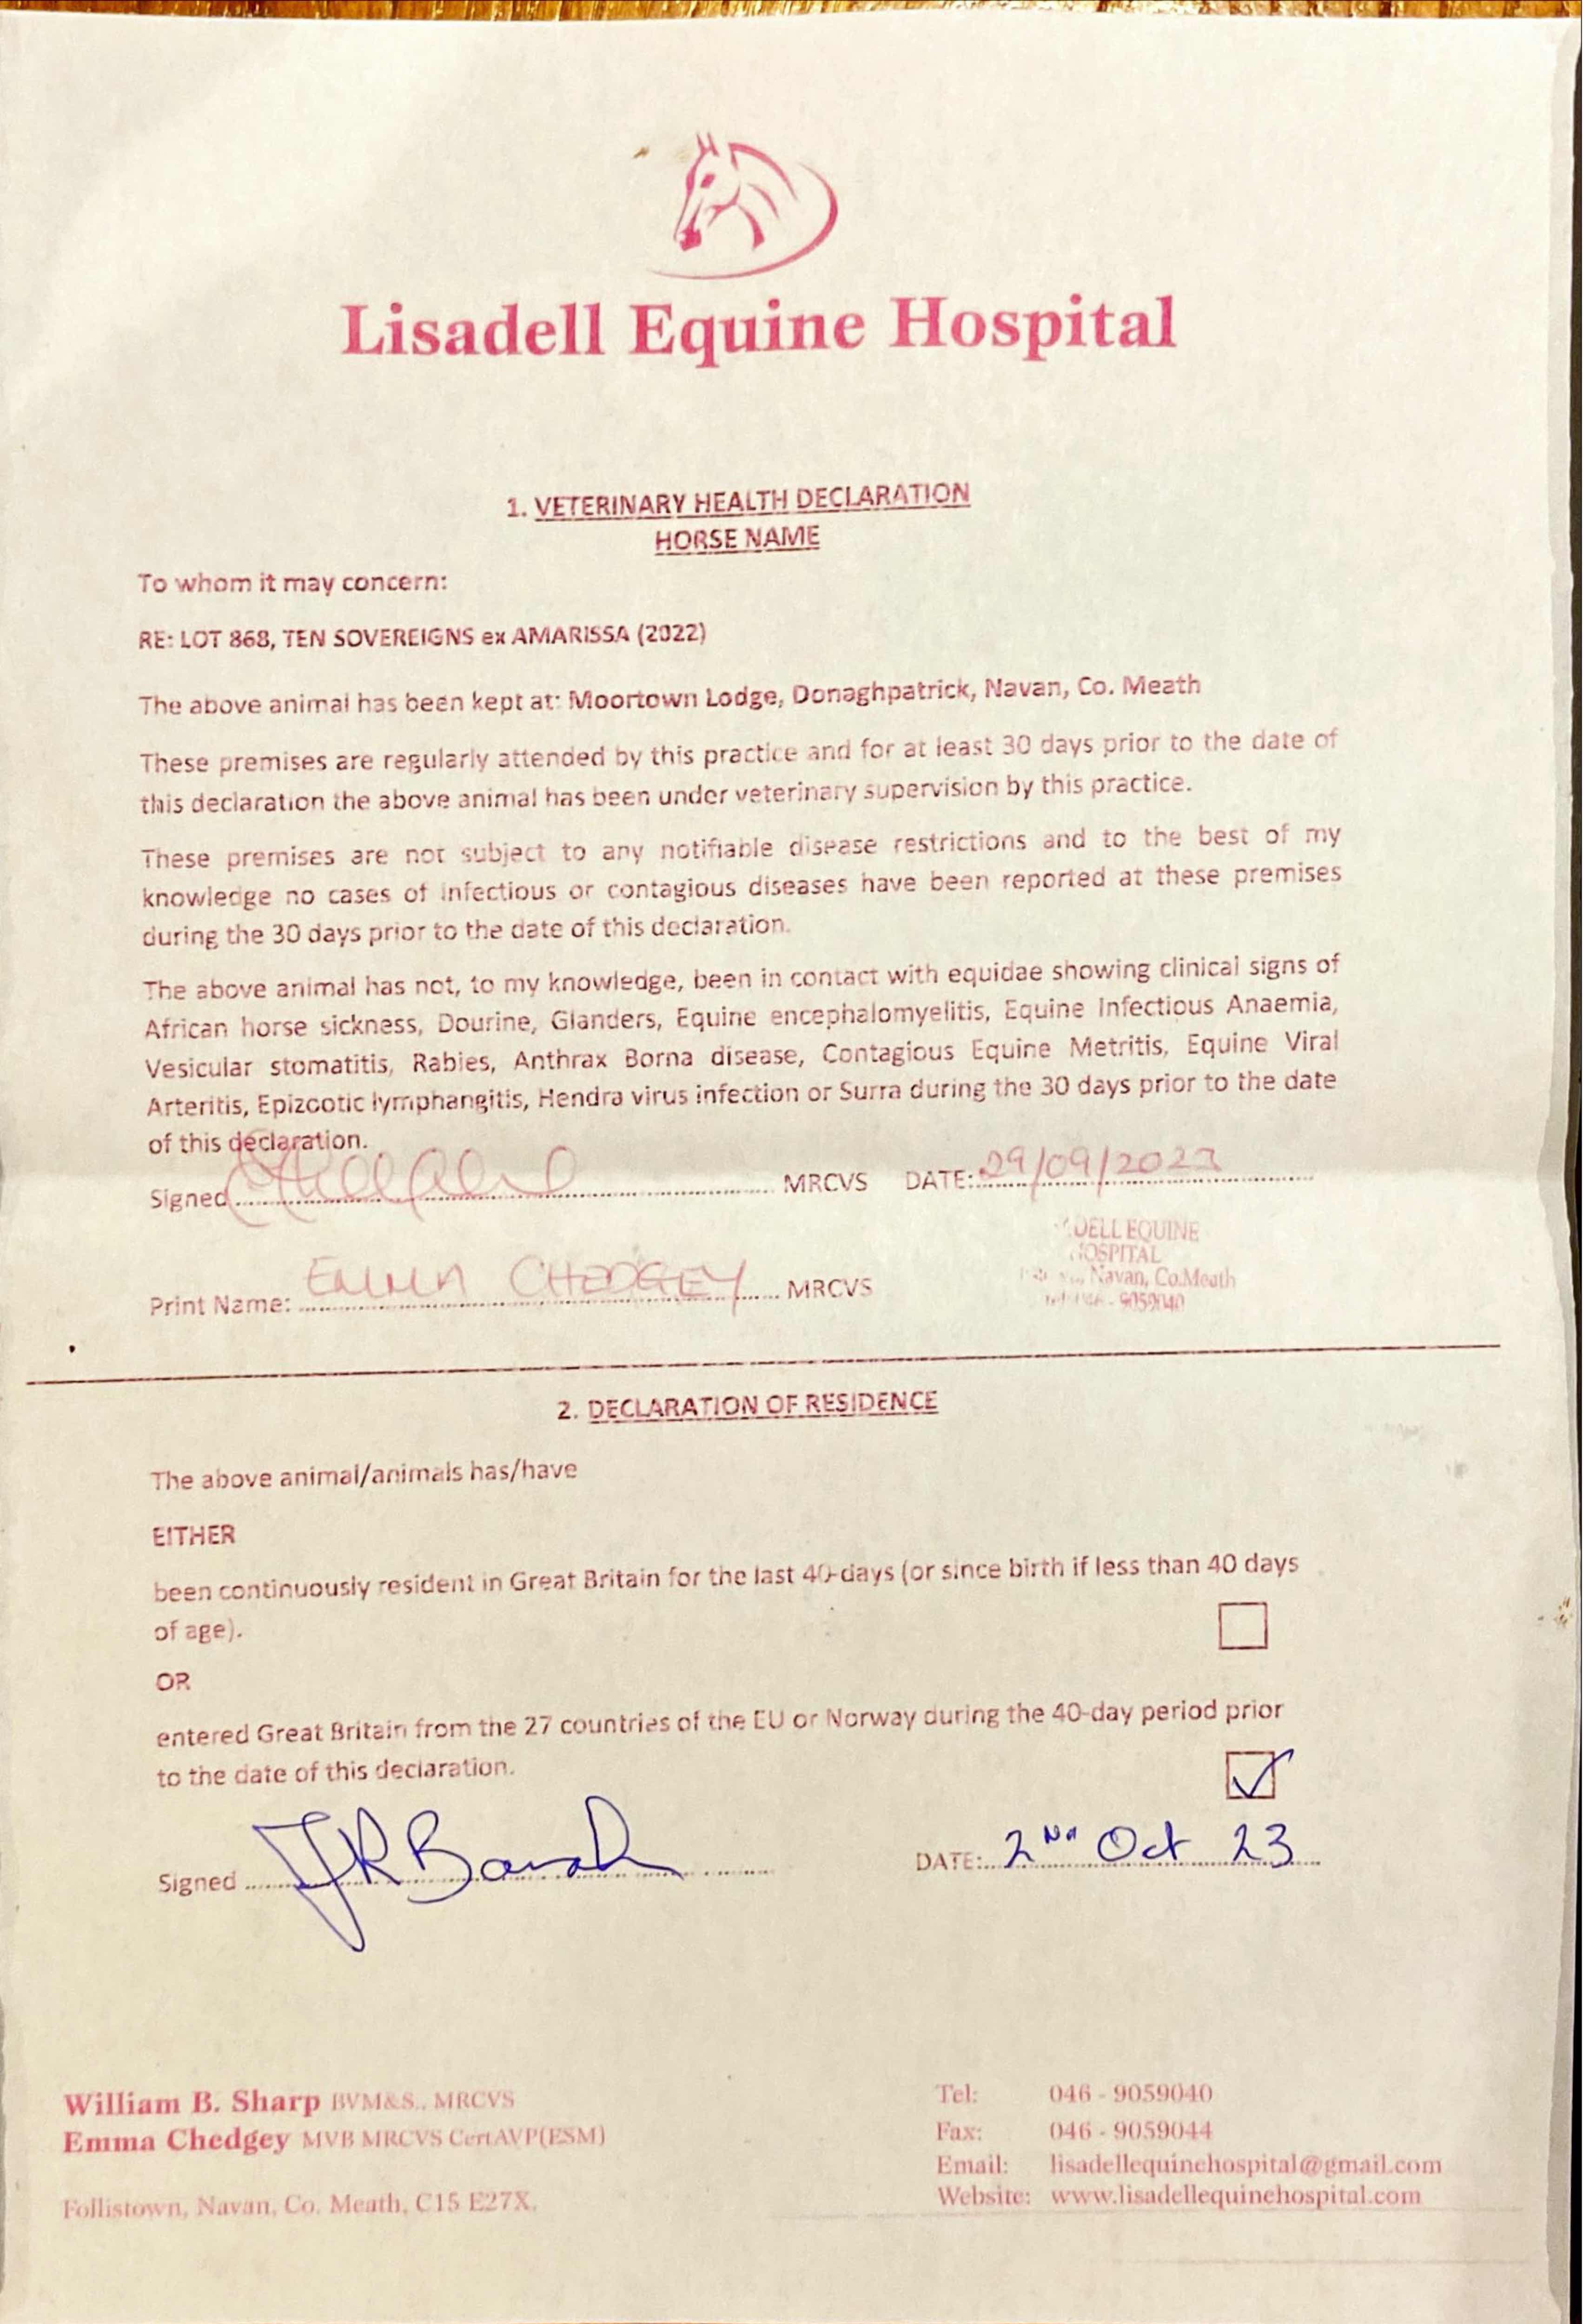 Lisadell Equine Hospital
1. VETERINARY HEALTH DECLARATION
HORSE NAME
To whom it may concern:
RE: LOT 868, TEN SOVEREIGNS ex AMARISSA (2022)
The above animal has been kept at: Moortown Lodge, Donaghpatrick, Navan, Co. Meath
These premises are regularly attended by this practice and for at least 30 days prior to the date of
this declaration the above animal has been under veterinary supervision by this practice.
These premises are not subject to any notifiable disease restrictions and to the best of my
knowledge no cases of infectious or contagious diseases have been reported at these premises
during the 30 days prior to the date of this declaration.
The above animal has not, to my knowledge, been in contact with equidae showing clinical signs of
African horse sickness, Dourine, Glanders, Equine encephalomyelitis, Equine Infectious Anaemia,
Vesicular stomatitis, Rabies, Anthrax Borna disease, Contagious Equine Metritis, Equine Viral
Arteritis, Epizootic lymphangitis, Hendra virus infection or Surra during the 30 days prior to the date
of this declaration.
Signed MRCVS DATE: 29/09/2023
DELL EQUINE
HOSPITAL
Navan, Co.Meath
9059040
Print Name: EMMA CHEDGEY MRCVS
2. DECLARATION OF RESIDENCE
The above animal/animals has/have
EITHER
been continuously resident in Great Britain for the last 40-days (or since birth if less than 40 days
of age).
OR
entered Great Britain from the 27 countries of the EU or Norway during the 40-day period prior
to the date of this declaration.
Signed DATE: 2nd Oct 23
William B. Sharp BVM&S., MRCVS
Emma Chedgey MVB MRCVS CertAVP(ESM)
Follistown, Navan, Co. Meath, C15 E27X.
Tel: 046 - 9059040
Fax: 046 - 9059044
Email: lisadellequinehospital@gmail.com
Website: www.lisadellequinehospital.com